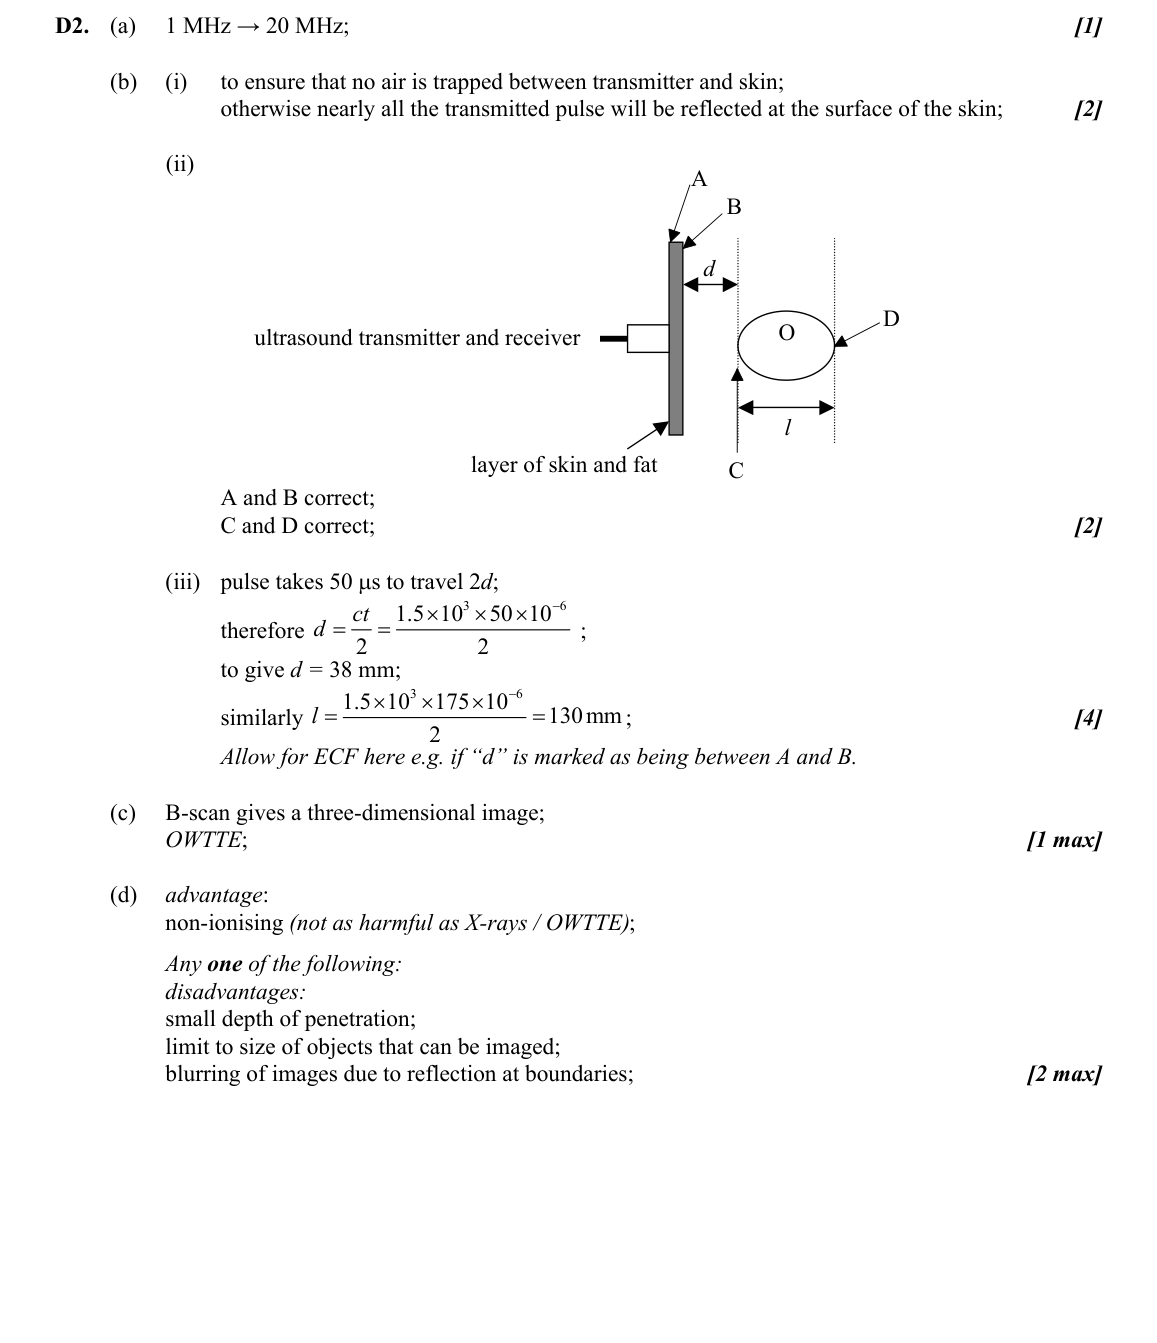 D2. (a) 1 MHz → 20 MHz; [1]
(b) (i) to ensure that no air is trapped between transmitter and skin;
otherwise nearly all the transmitted pulse will be reflected at the surface of the skin; [2]
(ii)
A
B
d
D
O
ultrasound transmitter and receiver
l
layer of skin and fat
C
A and B correct;
C and D correct; [2]
(iii) pulse takes 50 μs to travel 2d;
therefore d = ct/2 = 1.5×10³×50×10⁻⁶/2 ;
to give d = 38 mm;
similarly l = 1.5×10³×175×10⁻⁶/2 = 130 mm ; [4]
Allow for ECF here e.g. if “d” is marked as being between A and B.
(c) B-scan gives a three-dimensional image;
OWTTE; [1 max]
(d) advantage:
non-ionising (not as harmful as X-rays / OWTTE);
Any one of the following:
disadvantages:
small depth of penetration;
limit to size of objects that can be imaged;
blurring of images due to reflection at boundaries; [2 max]